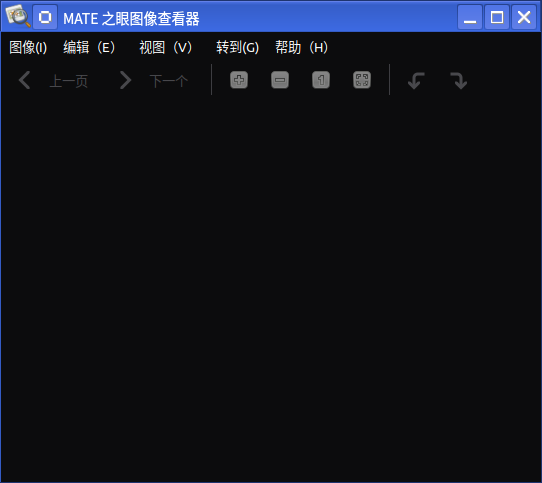 MATE 之眼图像查看器
图像(I) 编辑（E） 视图（V） 转到(G) 帮助（H）
上一页 下一个